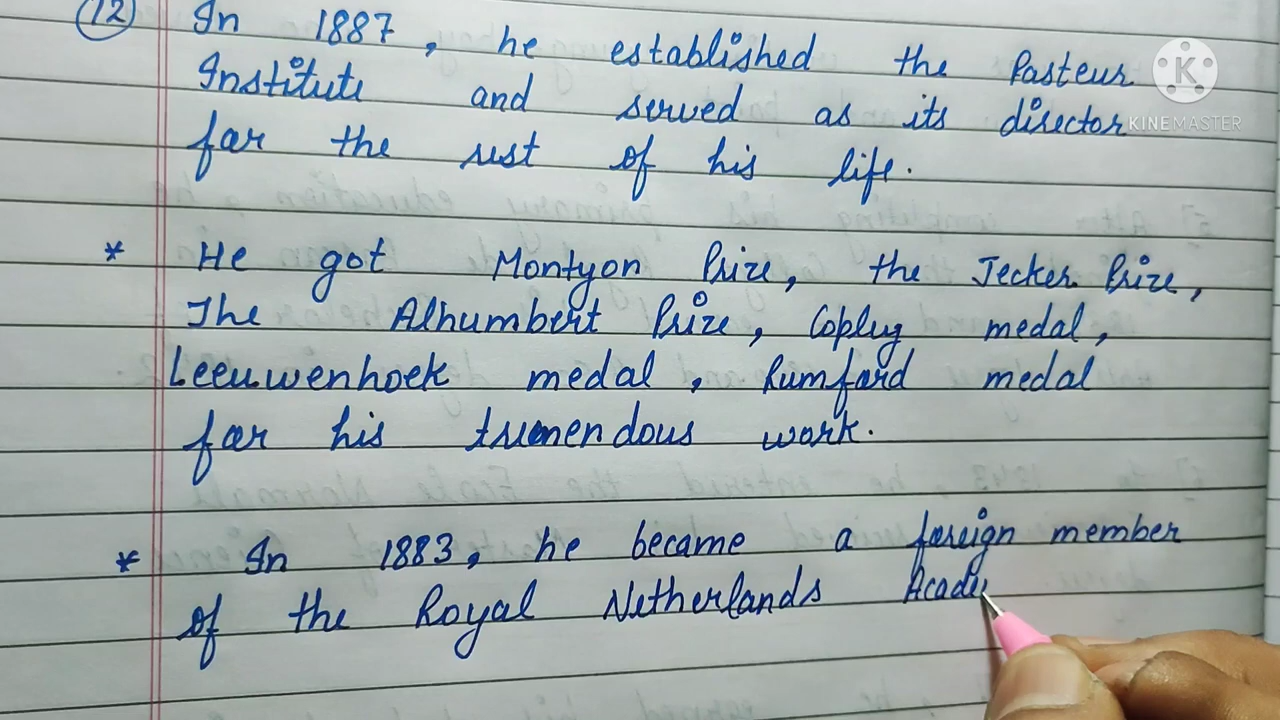 12 In 1887, he established the Pasteur
Institute and served as its director
for the rest of his life.
* He got Montyon Prize, the Jecker Prize,
The Alhumbert Prize, Copley medal,
Leeuwenhoek medal, Rumford medal
for his tremendous work.
* In 1883, he became a foreign member
of the Royal Netherlands Acade
K
KINEMASTER